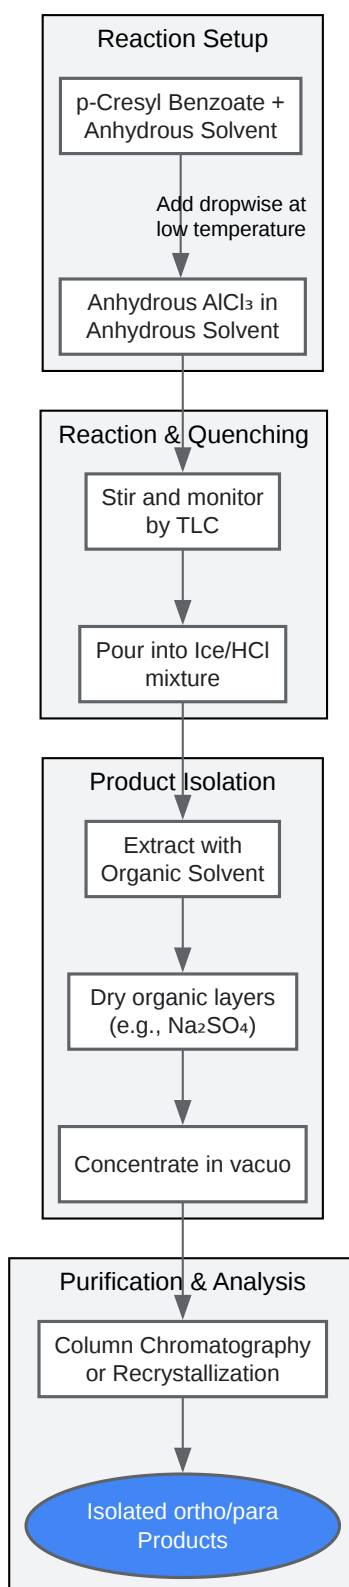 Reaction Setup
p-Cresyl Benzoate +
Anhydrous Solvent
Add dropwise at
low temperature
Anhydrous AlCl₃ in
Anhydrous Solvent
Reaction & Quenching
Stir and monitor
by TLC
Pour into Ice/HCl
mixture
Product Isolation
Extract with
Organic Solvent
Dry organic layers
(e.g., Na₂SO₄)
Concentrate in vacuo
Purification & Analysis
Column Chromatography
or Recrystallization
Isolated ortho/para
Products